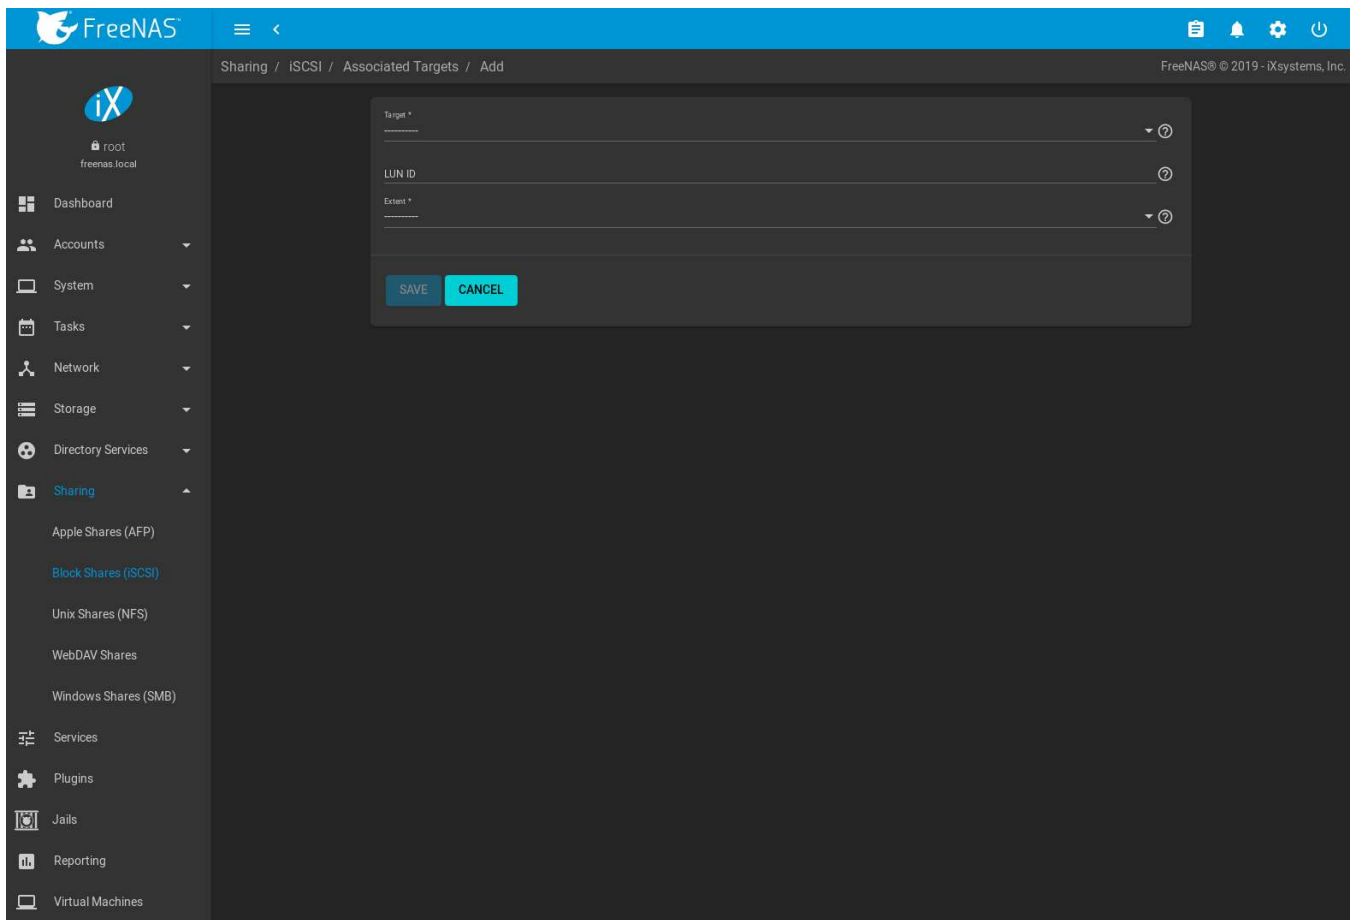 FreeNAS™
Sharing / iSCSI / Associated Targets / Add
FreeNAS® © 2019 - iXsystems, Inc.
iX
root
freenas.local
Dashboard
Accounts
System
Tasks
Network
Storage
Directory Services
Sharing
Apple Shares (AFP)
Block Shares (iSCSI)
Unix Shares (NFS)
WebDAV Shares
Windows Shares (SMB)
Services
Plugins
Jails
Reporting
Virtual Machines
Target *
----------
LUN ID
Extent *
----------
SAVE CANCEL